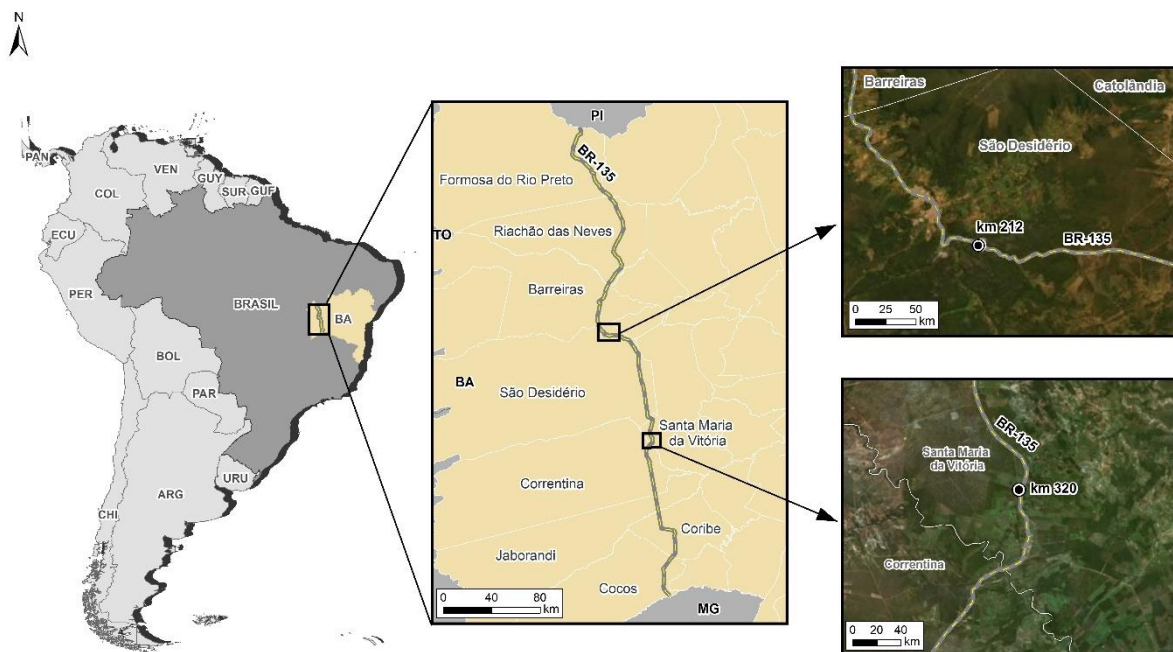 N
PAN
VEN
GUY
SUR
GUF
COL
ECU
PER
BRASIL
BA
BOL
PAR
CHI
ARG
URU
PI
BR-135
Formosa do Rio Preto
TO
Riachão das Neves
Barreiras
BA
São Desidério
Santa Maria
da Vitória
Correntina
Coribe
Jaborandi
Cocos
MG
0 40 80
km
Barreiras
Catolândia
São Desidério
km 212
BR-135
0 25 50
km
BR-135
Santa Maria
da Vitória
km 320
Correntina
0 20 40
km